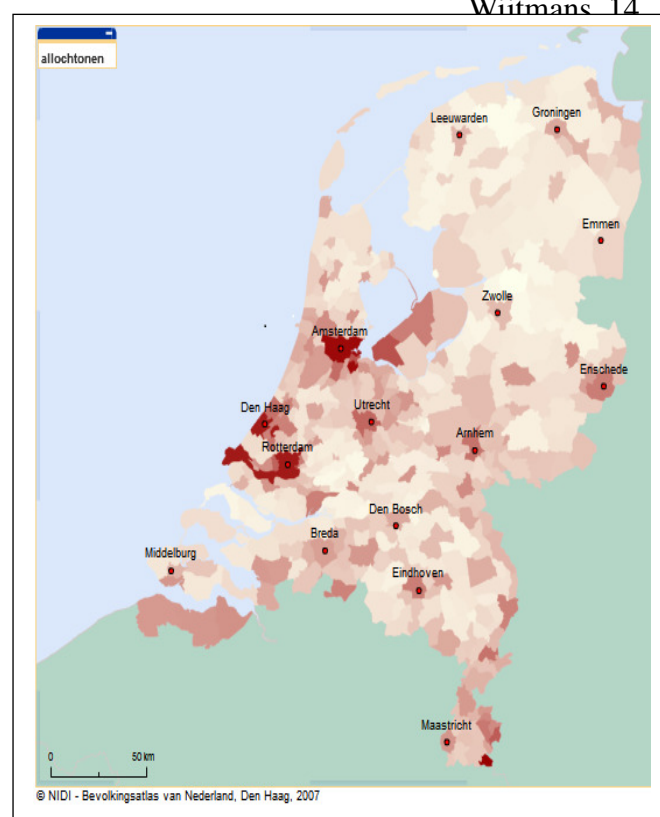 Wijtmans 14
allochtonen
Leeuwarden
Groningen
Emmen
Zwolle
Amsterdam
Enschede
Den Haag
Utrecht
Arnhem
Rotterdam
Den Bosch
Breda
Middelburg
Eindhoven
Maastricht
0 50 km
© NIDI - Bevolkingsatlas van Nederland, Den Haag, 2007